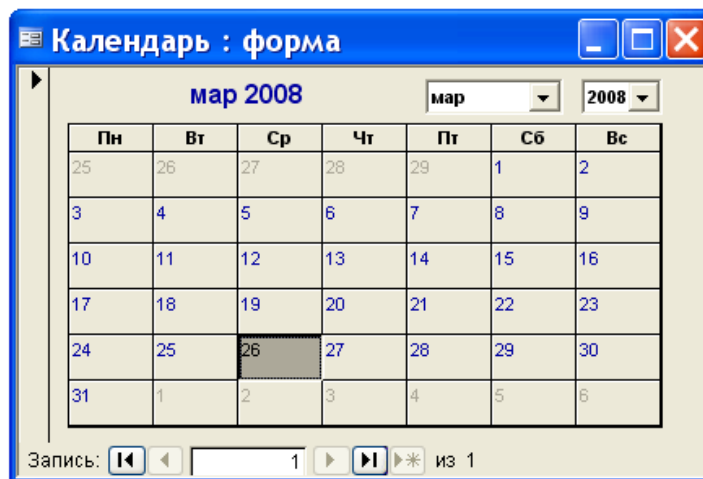 Календарь : форма
мар 2008 мар 2008
Пн Вт Ср Чт Пт Сб Вс
25 26 27 28 29 1 2
3 4 5 6 7 8 9
10 11 12 13 14 15 16
17 18 19 20 21 22 23
24 25 26 27 28 29 30
31 1 2 3 4 5 6
Запись: 1 из 1